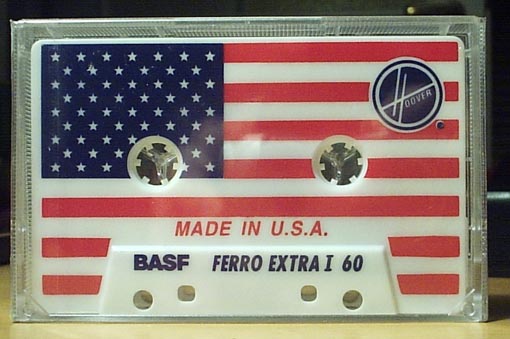 HOOVER
MADE IN U.S.A.
BASF FERRO EXTRA I 60